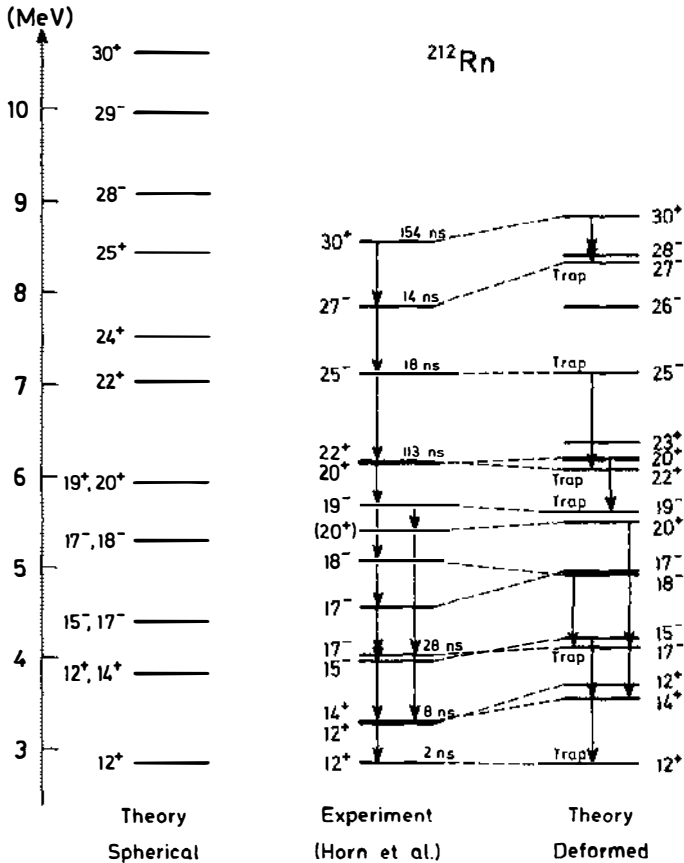 (MeV)
²¹²Rn
10
9
8
7
6
5
4
3
30⁺
29⁻
28⁻
25⁺
24⁺
22⁺
19⁺, 20⁺
17⁻, 18⁻
15⁻, 17⁻
12⁺, 14⁺
12⁺
Theory
Spherical
30⁺ 154 ns
27⁻ 14 ns
25⁻ 18 ns
22⁺ 113 ns
20⁺
19⁻
(20⁺)
18⁻
17⁻
17⁻ 28 ns
15⁻
14⁺ 8 ns
12⁺
12⁺ 2 ns
Experiment
(Horn et al.)
30⁺
28⁻
Trap 27⁻
26⁻
Trap 25⁻
23⁺
20⁺
Trap 22⁺
Trap 19⁻
20⁺
17⁻
18⁻
15⁻
Trap 17⁻
12⁺
14⁺
Trap 12⁺
Theory
Deformed